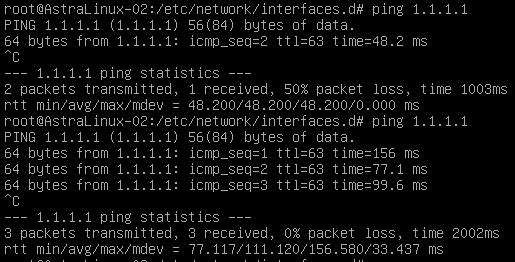 root@AstraLinux-02:/etc/network/interfaces.d# ping 1.1.1.1
PING 1.1.1.1 (1.1.1.1) 56(84) bytes of data.
64 bytes from 1.1.1.1: icmp_seq=2 ttl=63 time=48.2 ms
^C
--- 1.1.1.1 ping statistics ---
2 packets transmitted, 1 received, 50% packet loss, time 1003ms
rtt min/avg/max/mdev = 48.200/48.200/48.200/0.000 ms
root@AstraLinux-02:/etc/network/interfaces.d# ping 1.1.1.1
PING 1.1.1.1 (1.1.1.1) 56(84) bytes of data.
64 bytes from 1.1.1.1: icmp_seq=1 ttl=63 time=156 ms
64 bytes from 1.1.1.1: icmp_seq=2 ttl=63 time=77.1 ms
64 bytes from 1.1.1.1: icmp_seq=3 ttl=63 time=99.6 ms
^C
--- 1.1.1.1 ping statistics ---
3 packets transmitted, 3 received, 0% packet loss, time 2002ms
rtt min/avg/max/mdev = 77.117/111.120/156.580/33.437 ms